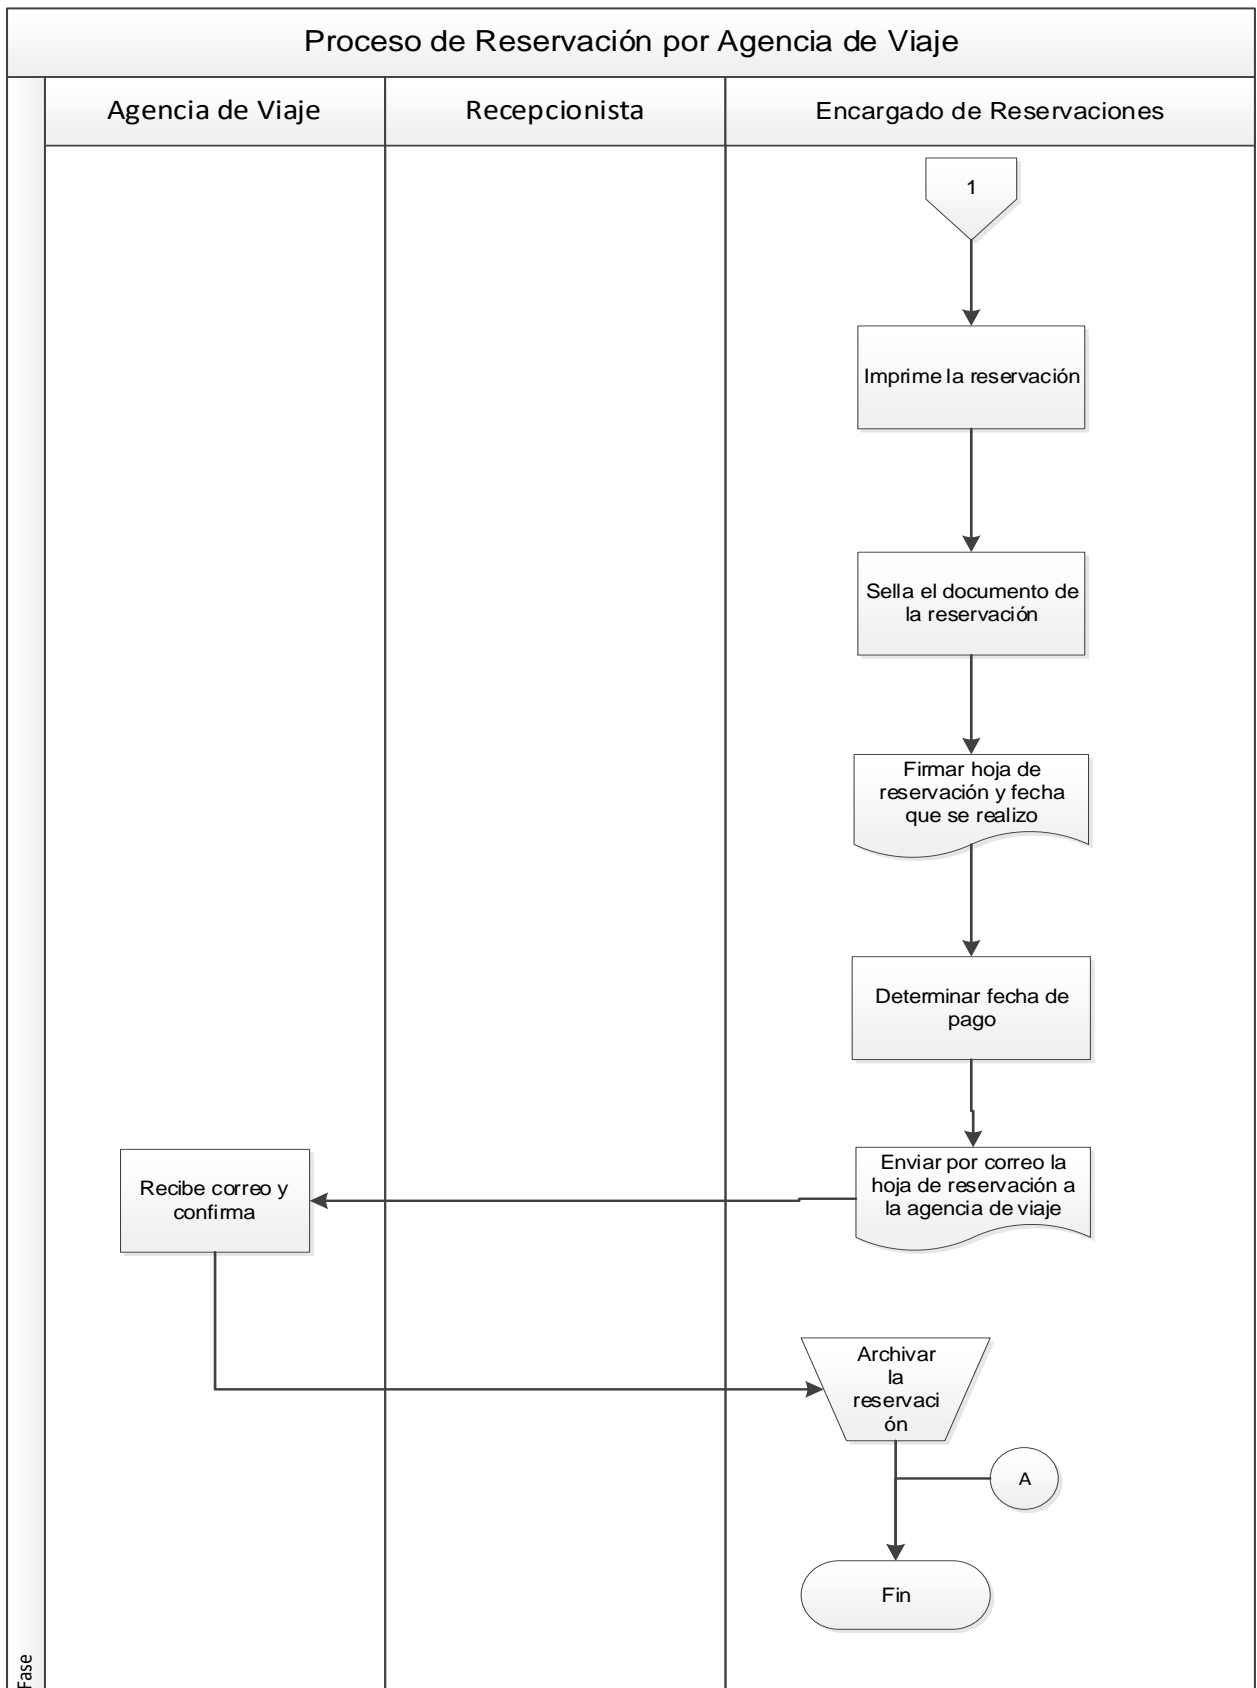 Proceso de Reservación por Agencia de Viaje
Agencia de Viaje
Recepcionista
Encargado de Reservaciones
1
Imprime la reservación
Sella el documento de
la reservación
Firmar hoja de
reservación y fecha
que se realizo
Determinar fecha de
pago
Enviar por correo la
hoja de reservación a
la agencia de viaje
Recibe correo y
confirma
Archivar
la
reservaci
ón
A
Fin
Fase